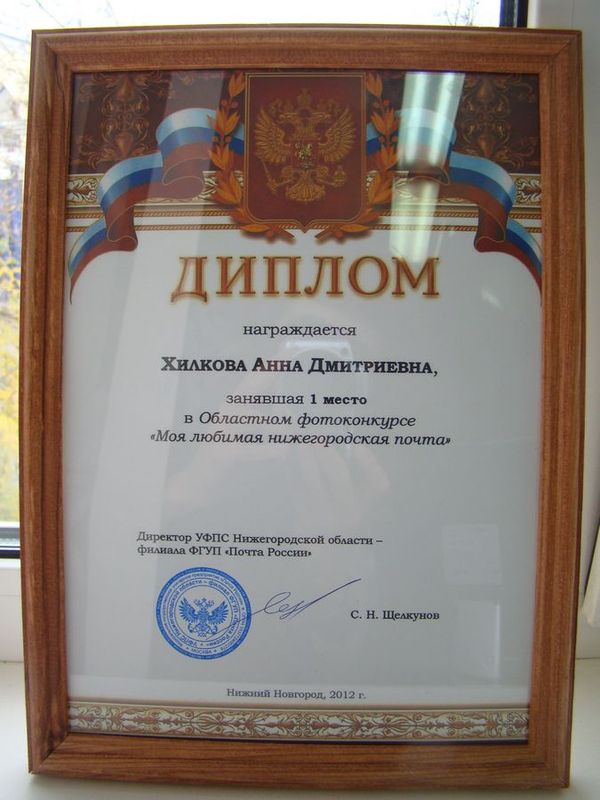 ДИПЛОМ
награждается
Хилкова Анна Дмитриевна,
занявшая 1 место
в Областном фотоконкурсе
«Моя любимая нижегородская почта»
Директор УФПС Нижегородской области –
филиала ФГУП «Почта России»
С. Н. Щелкунов
Нижний Новгород, 2012 г.